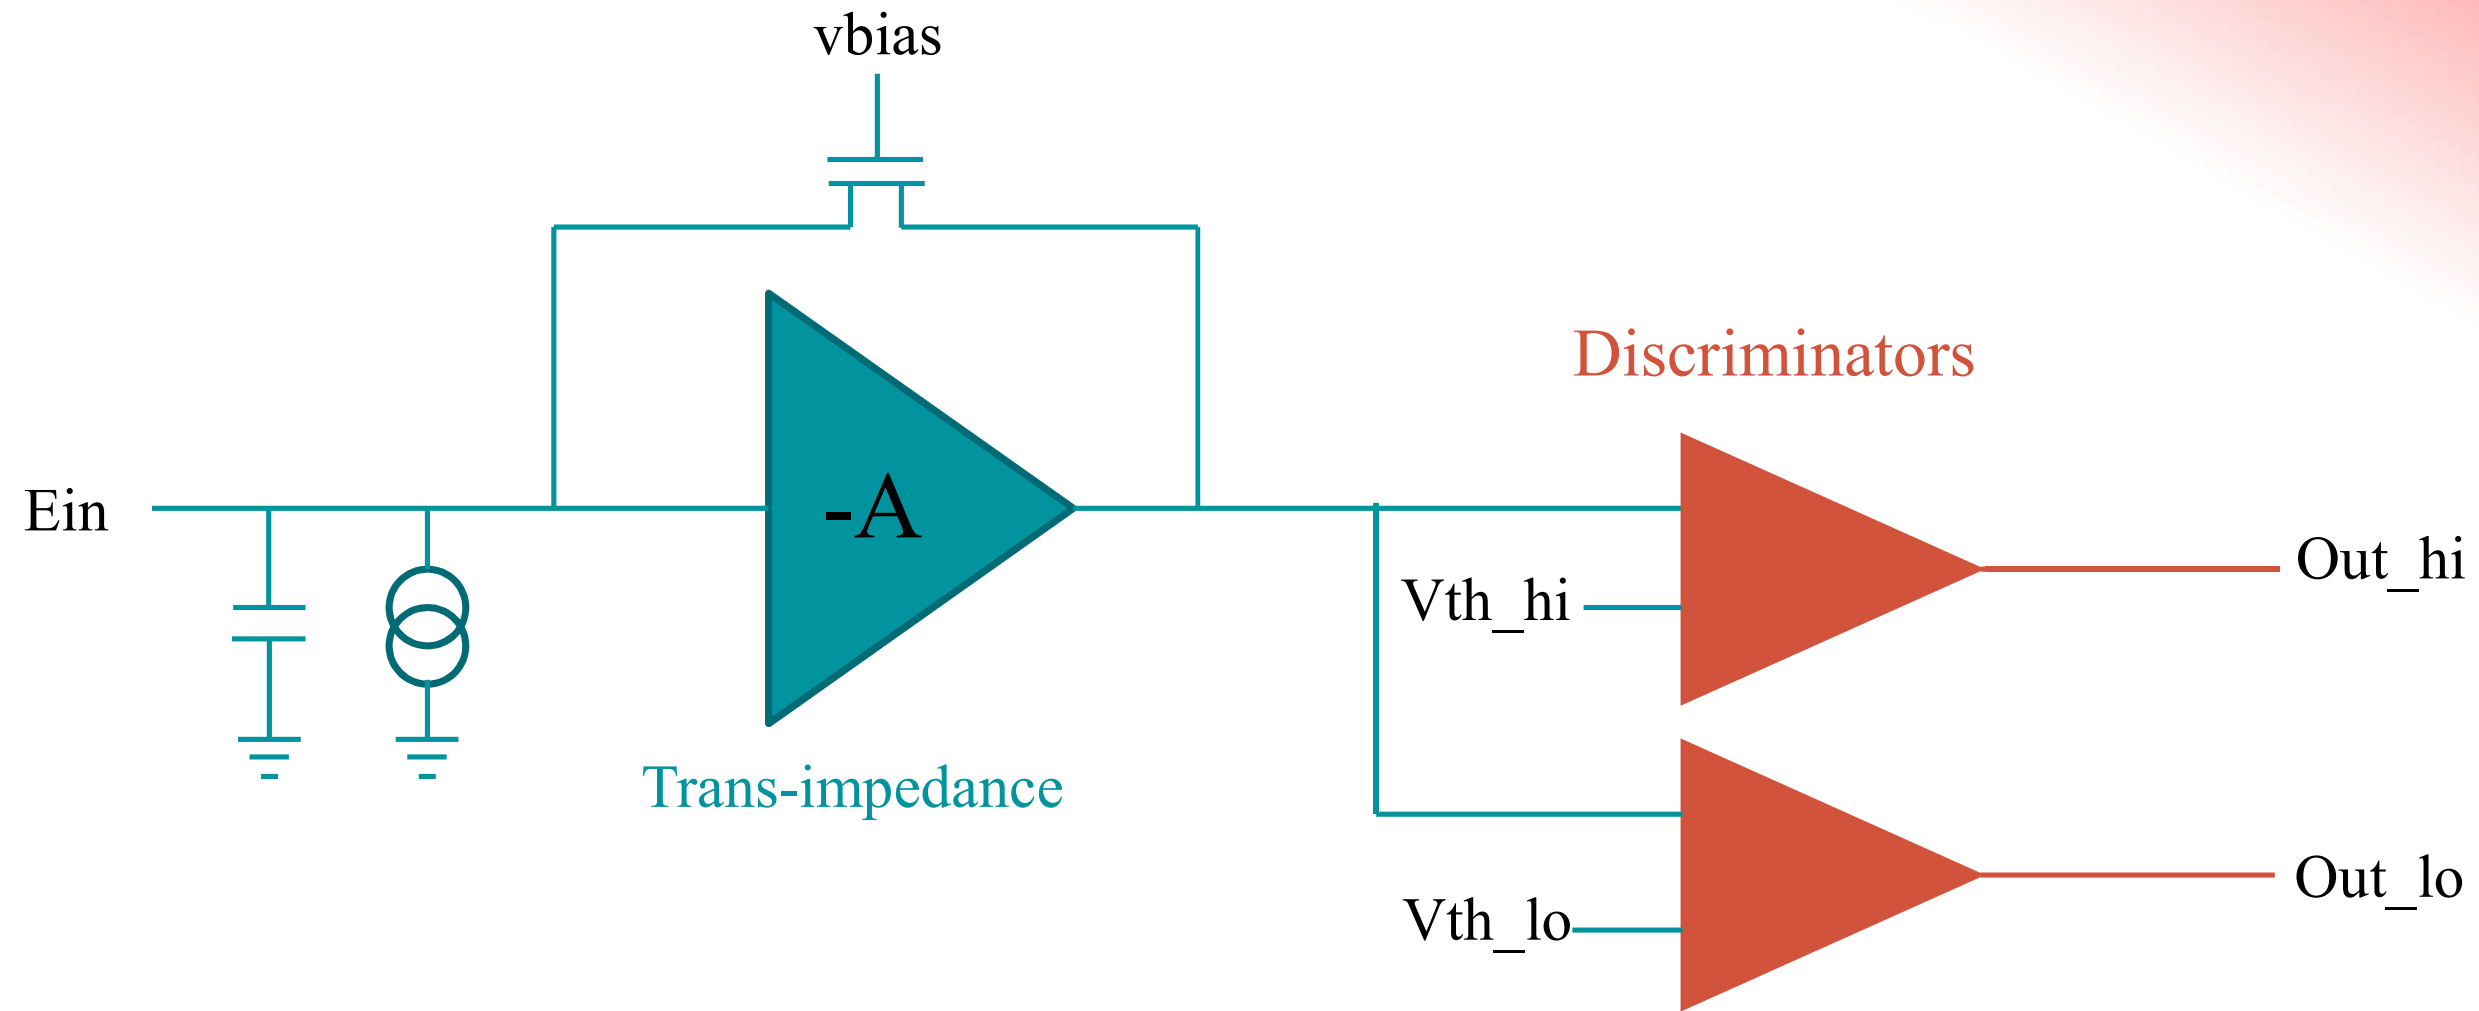 vbias
Discriminators
Ein
-A
Out_hi
Vth_hi
Trans-impedance
Out_lo
Vth_lo